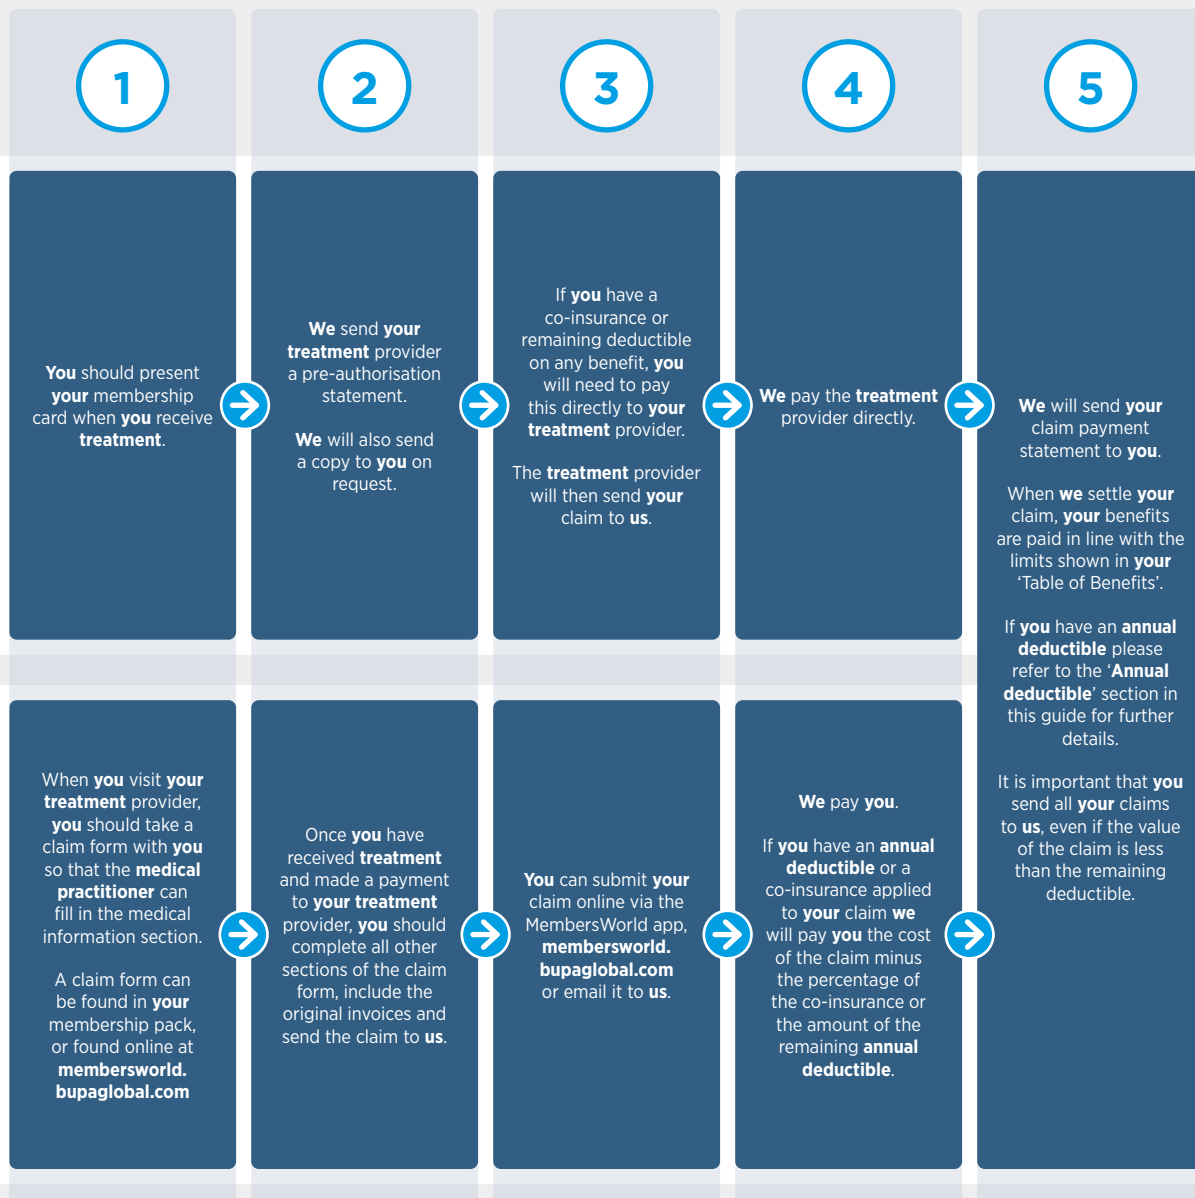 1
2
3
4
5
You should present
your membership
card when you receive
treatment.
We send your
treatment provider
a pre-authorisation
statement.
We will also send
a copy to you on
request.
If you have a
co-insurance or
remaining deductible
on any benefit, you
will need to pay
this directly to your
treatment provider.
The treatment provider
will then send your
claim to us.
We pay the treatment
provider directly.
We will send your
claim payment
statement to you.
When we settle your
claim, your benefits
are paid in line with the
limits shown in your
‘Table of Benefits’.
If you have an annual
deductible please
refer to the ‘Annual
deductible’ section in
this guide for further
details.
It is important that you
send all your claims
to us, even if the value
of the claim is less
than the remaining
deductible.
When you visit your
treatment provider,
you should take a
claim form with you
so that the medical
practitioner can
fill in the medical
information section.
A claim form can
be found in your
membership pack,
or found online at
membersworld.
bupaglobal.com
Once you have
received treatment
and made a payment
to your treatment
provider, you should
complete all other
sections of the claim
form, include the
original invoices and
send the claim to us.
You can submit your
claim online via the
MembersWorld app,
membersworld.
bupaglobal.com
or email it to us.
We pay you.
If you have an annual
deductible or a
co-insurance applied
to your claim we
will pay you the cost
of the claim minus
the percentage of
the co-insurance or
the amount of the
remaining annual
deductible.